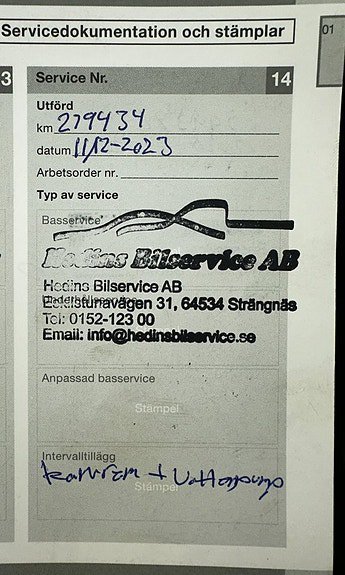 Servicedokumentation och stämplar
01
3
Service Nr. 14
Utförd
km 279434
datum 11/12-2023
Arbetsorder nr.
Typ av service
Basservice
Hedins Bilservice AB
Hedins Bilservice AB
Eskilstunavägen 31, 64534 Strängnäs
Tel: 0152-123 00
Email: info@hedinsbilservice.se
Anpassad basservice
Stämpel
Intervalltillägg
Kamrem + Vattenpump
Stämpel